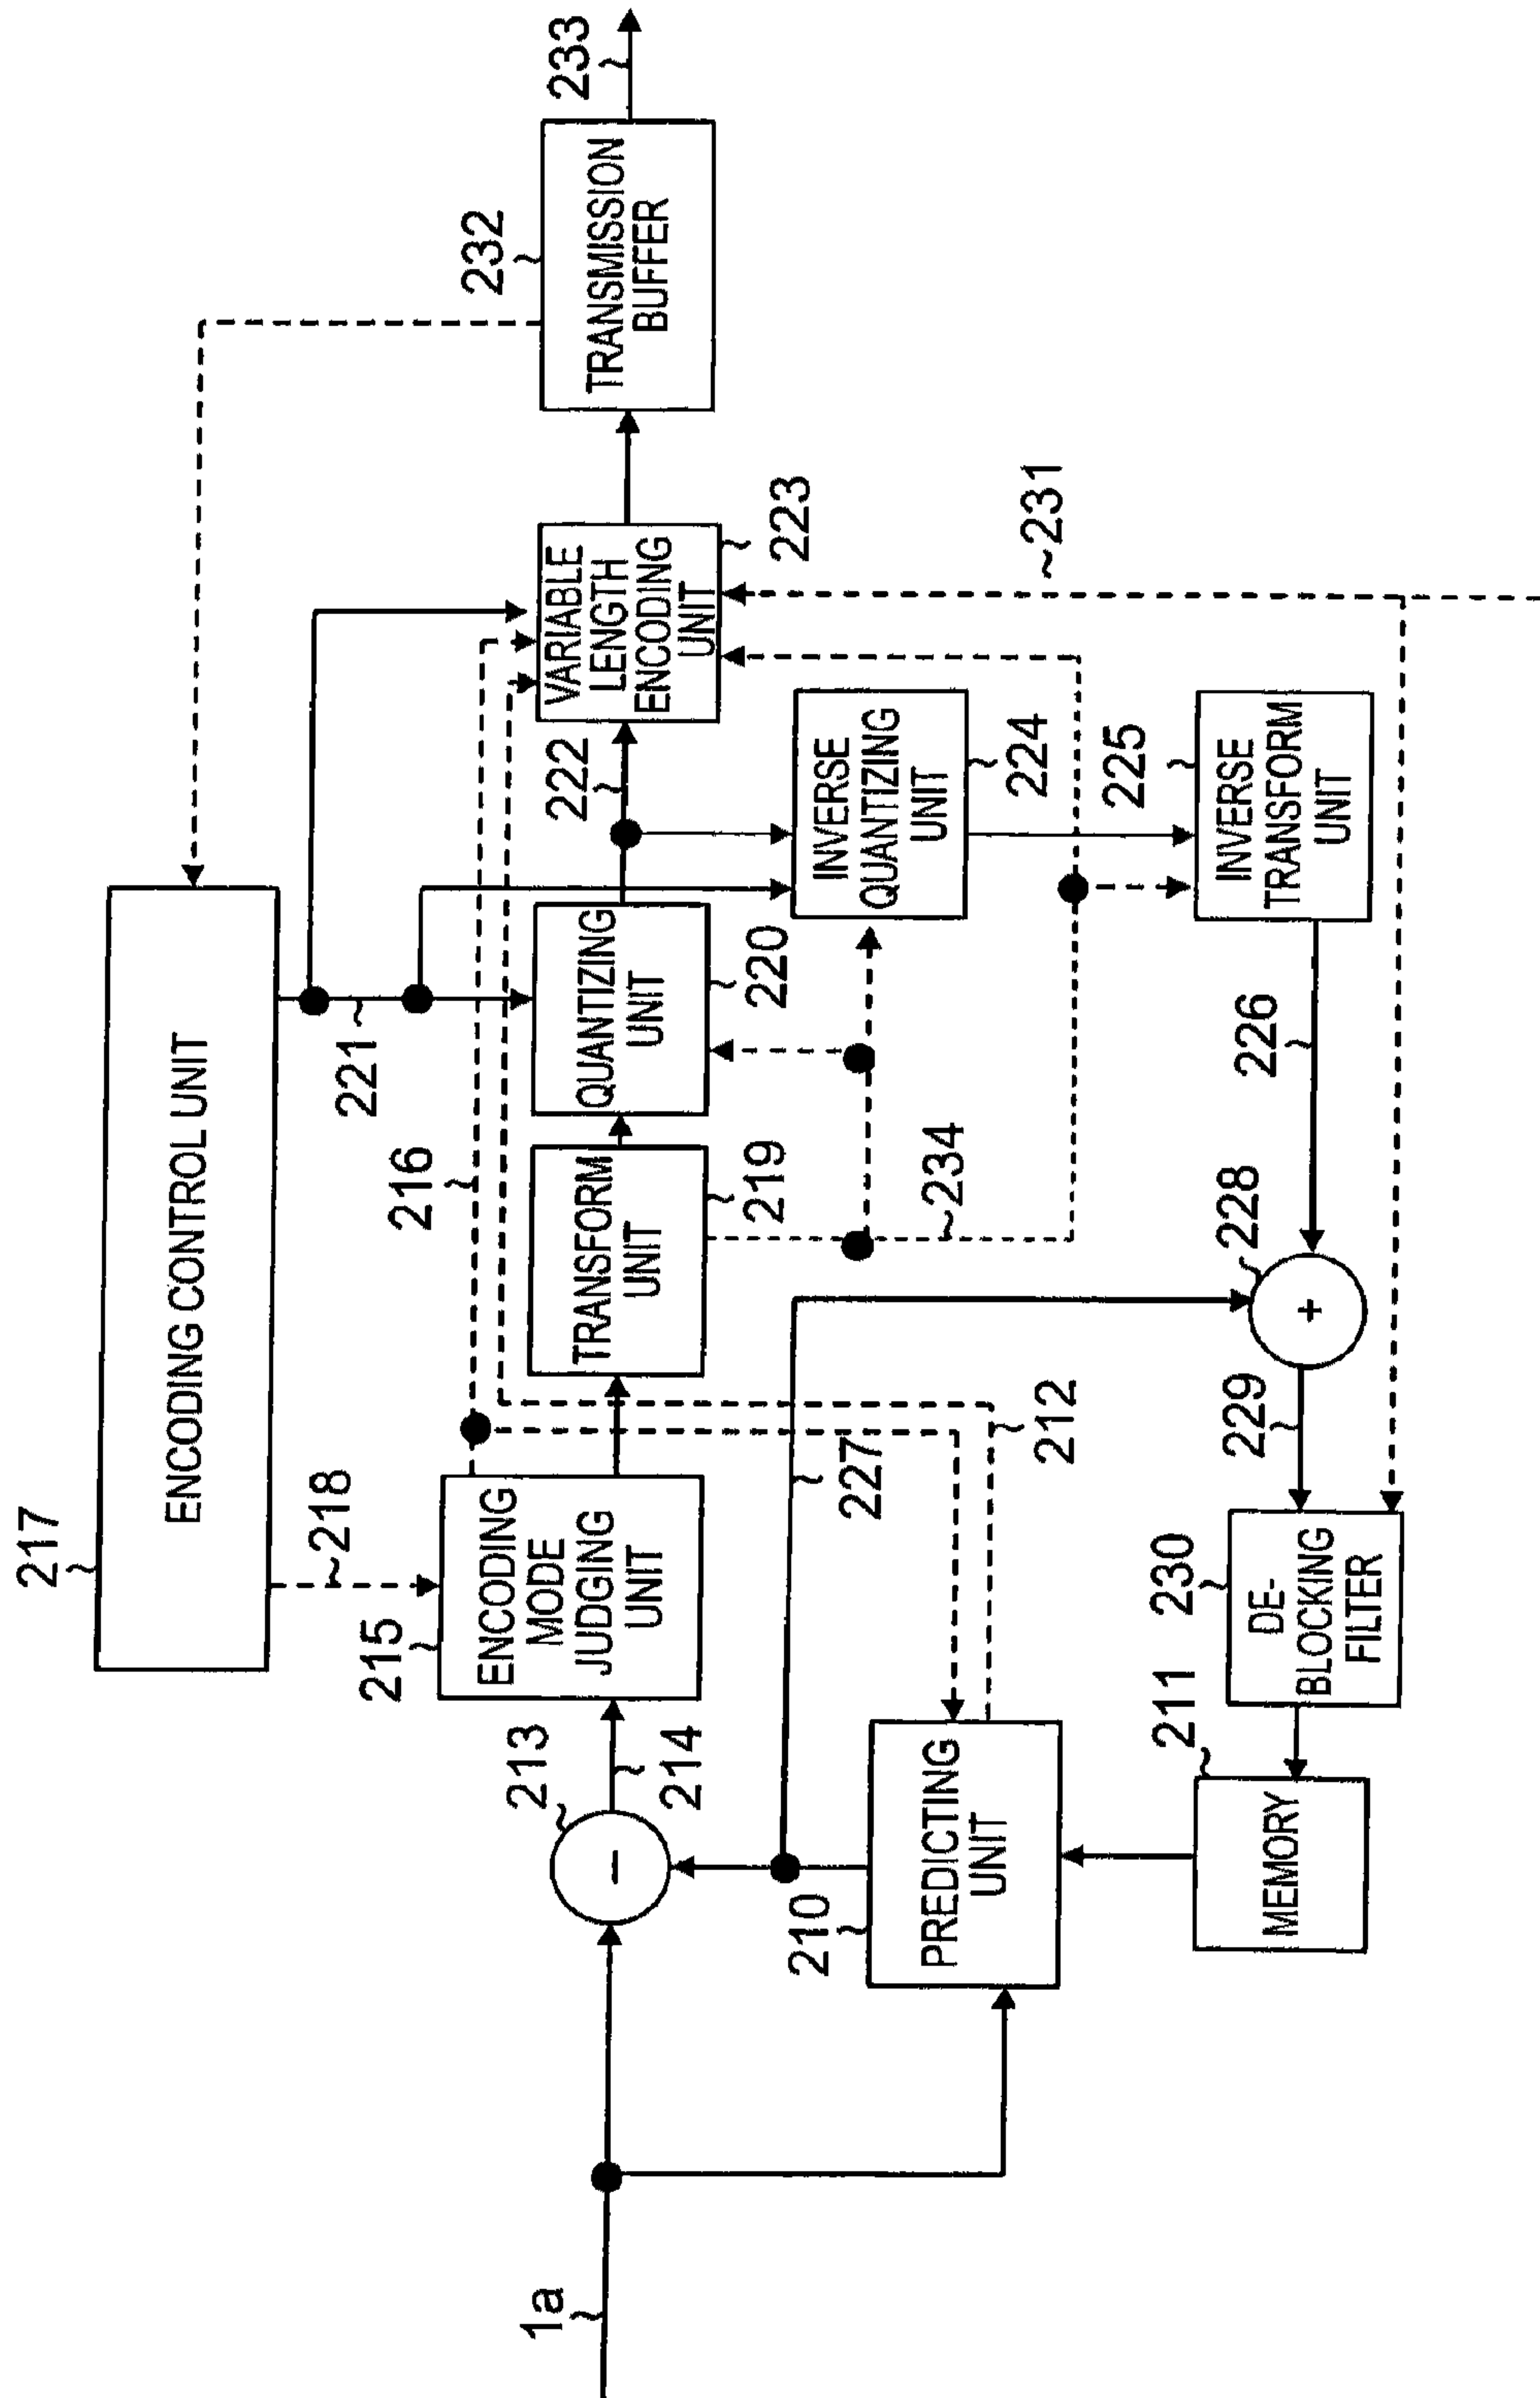 217
ENCODING CONTROL UNIT
~218
221
216
215
ENCODING
MODE
JUDGING
UNIT
TRANSFORM
UNIT
219
QUANTIZING
UNIT
220
222
VARIABLE
LENGTH
ENCODING
UNIT
223
232
TRANSMISSION
BUFFER
233
1a
213
−
214
227
~234
INVERSE
QUANTIZING
UNIT
224
~231
210
PREDICTING
UNIT
212
225
INVERSE
TRANSFORM
UNIT
211
MEMORY
230
DE-
BLOCKING
FILTER
229
228
+
226